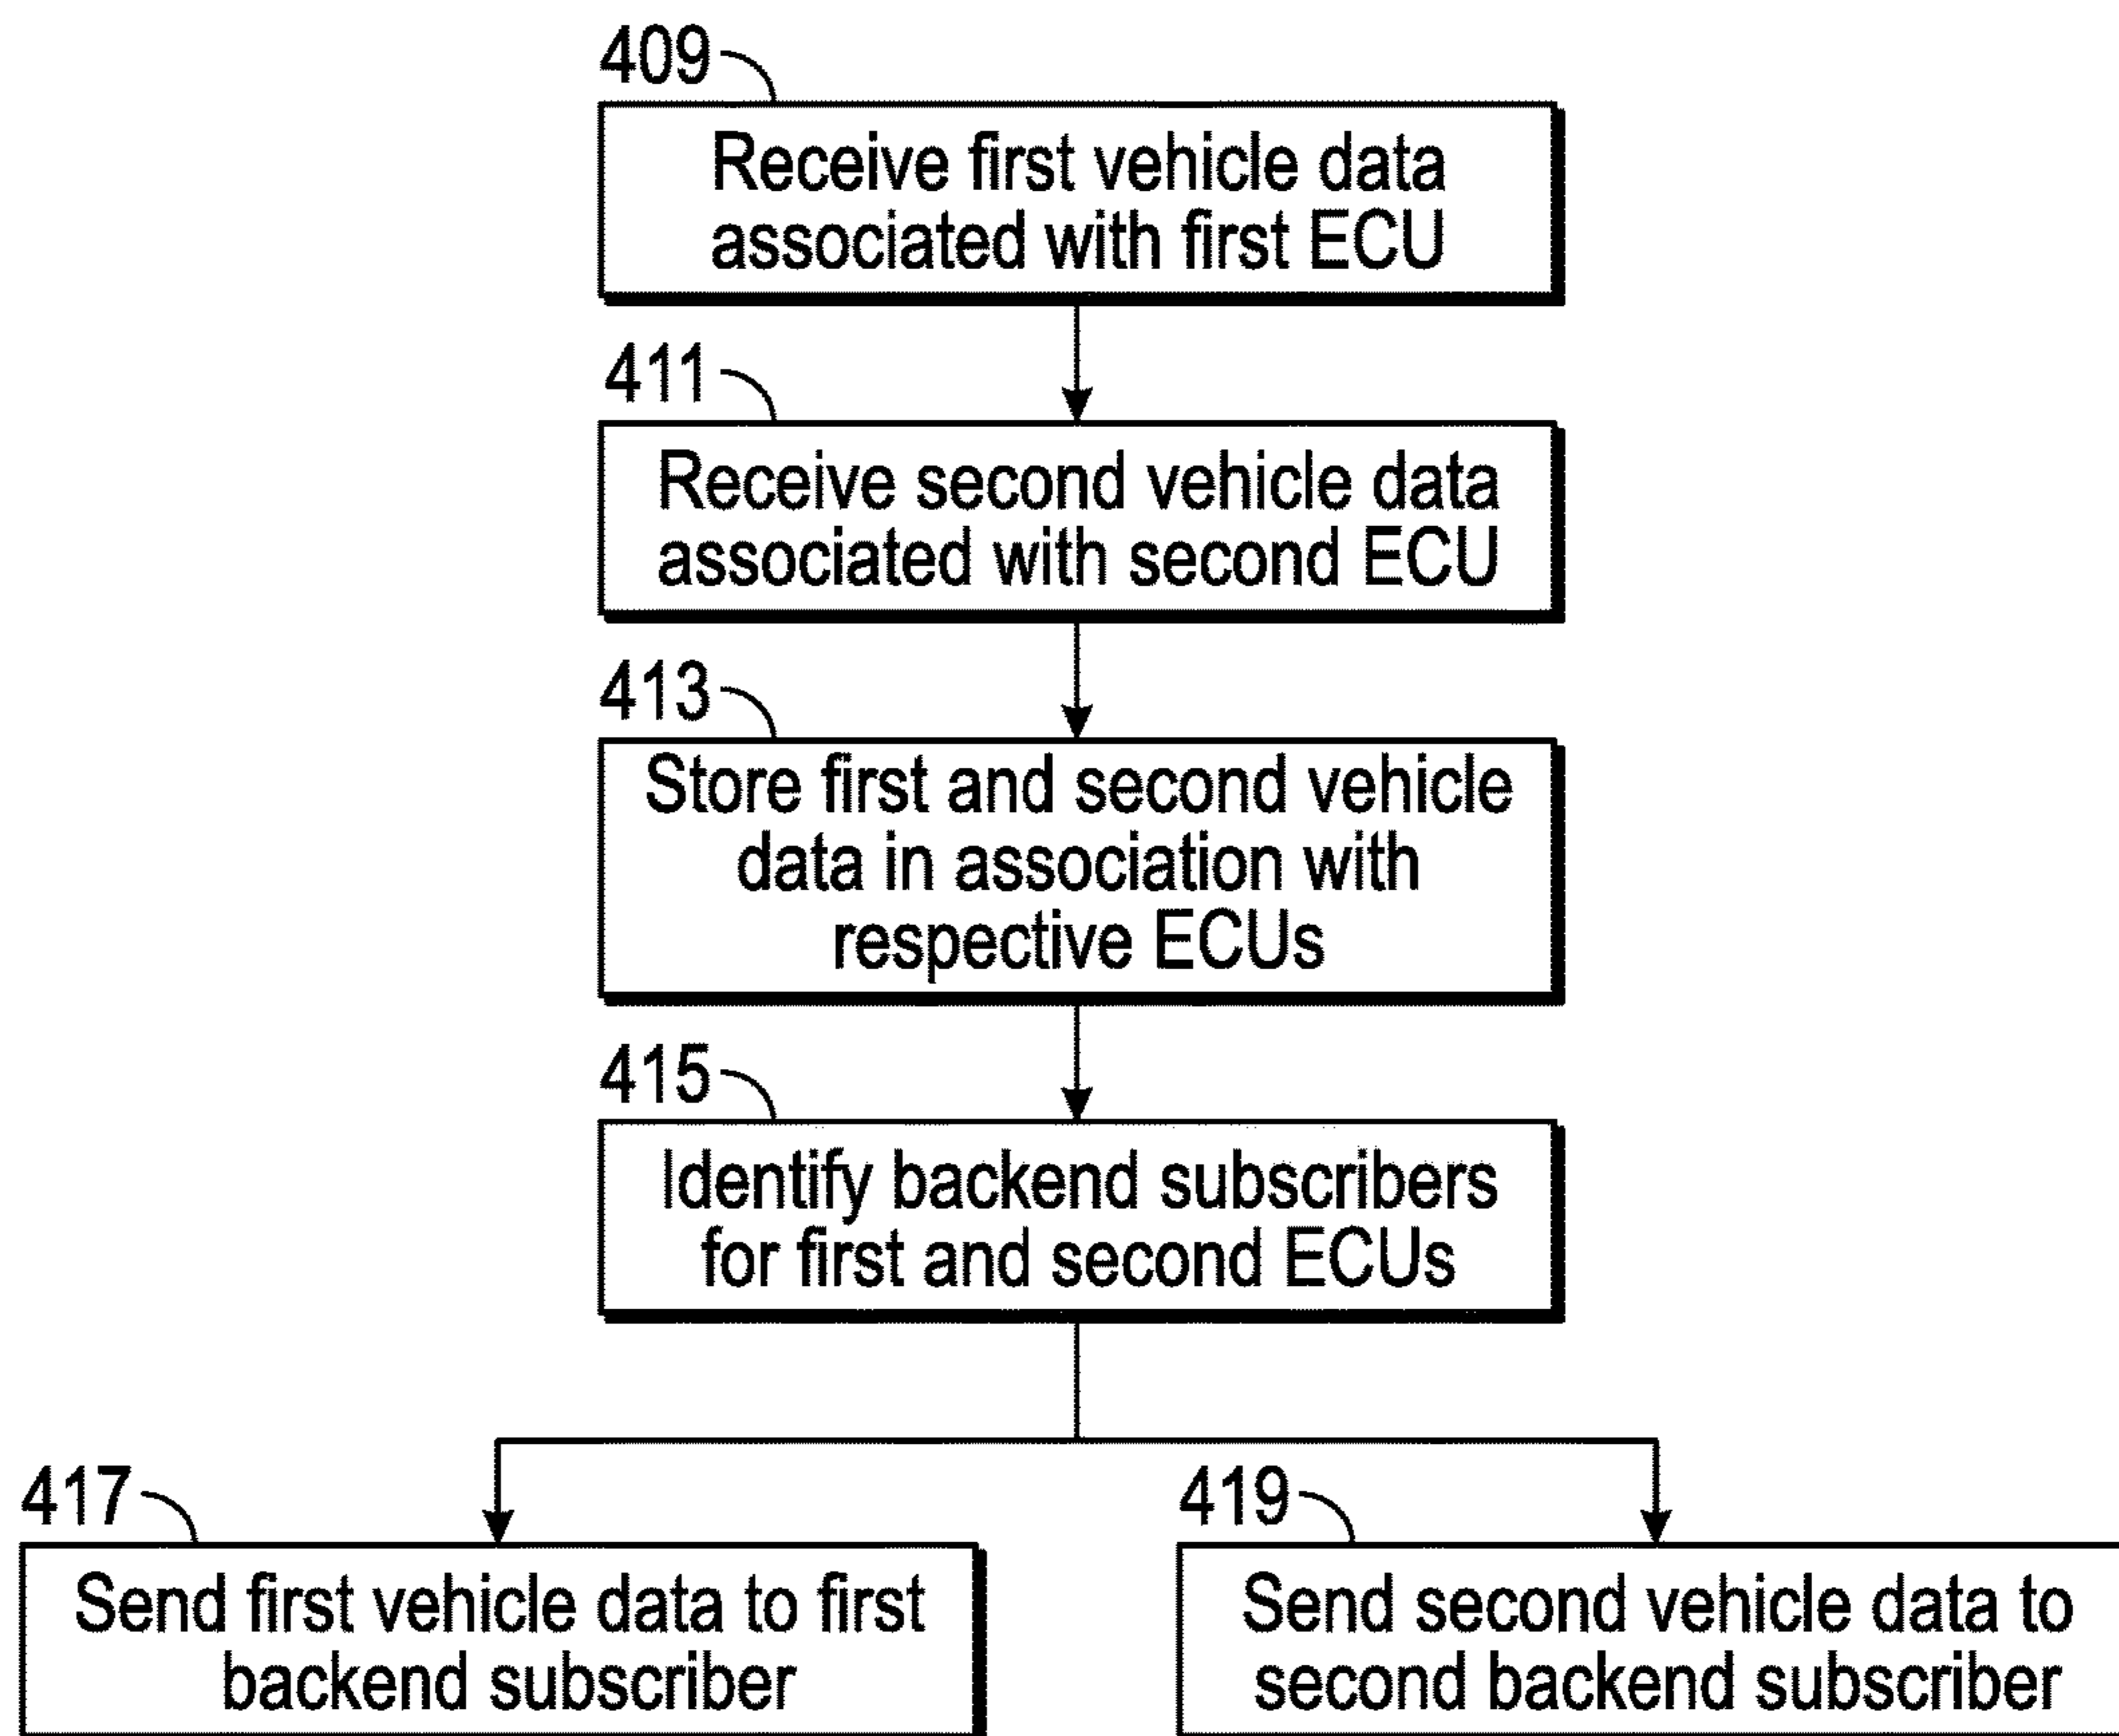 409
Receive first vehicle data
associated with first ECU
411
Receive second vehicle data
associated with second ECU
413
Store first and second vehicle
data in association with
respective ECUs
415
Identify backend subscribers
for first and second ECUs
417
Send first vehicle data to first
backend subscriber
419
Send second vehicle data to
second backend subscriber